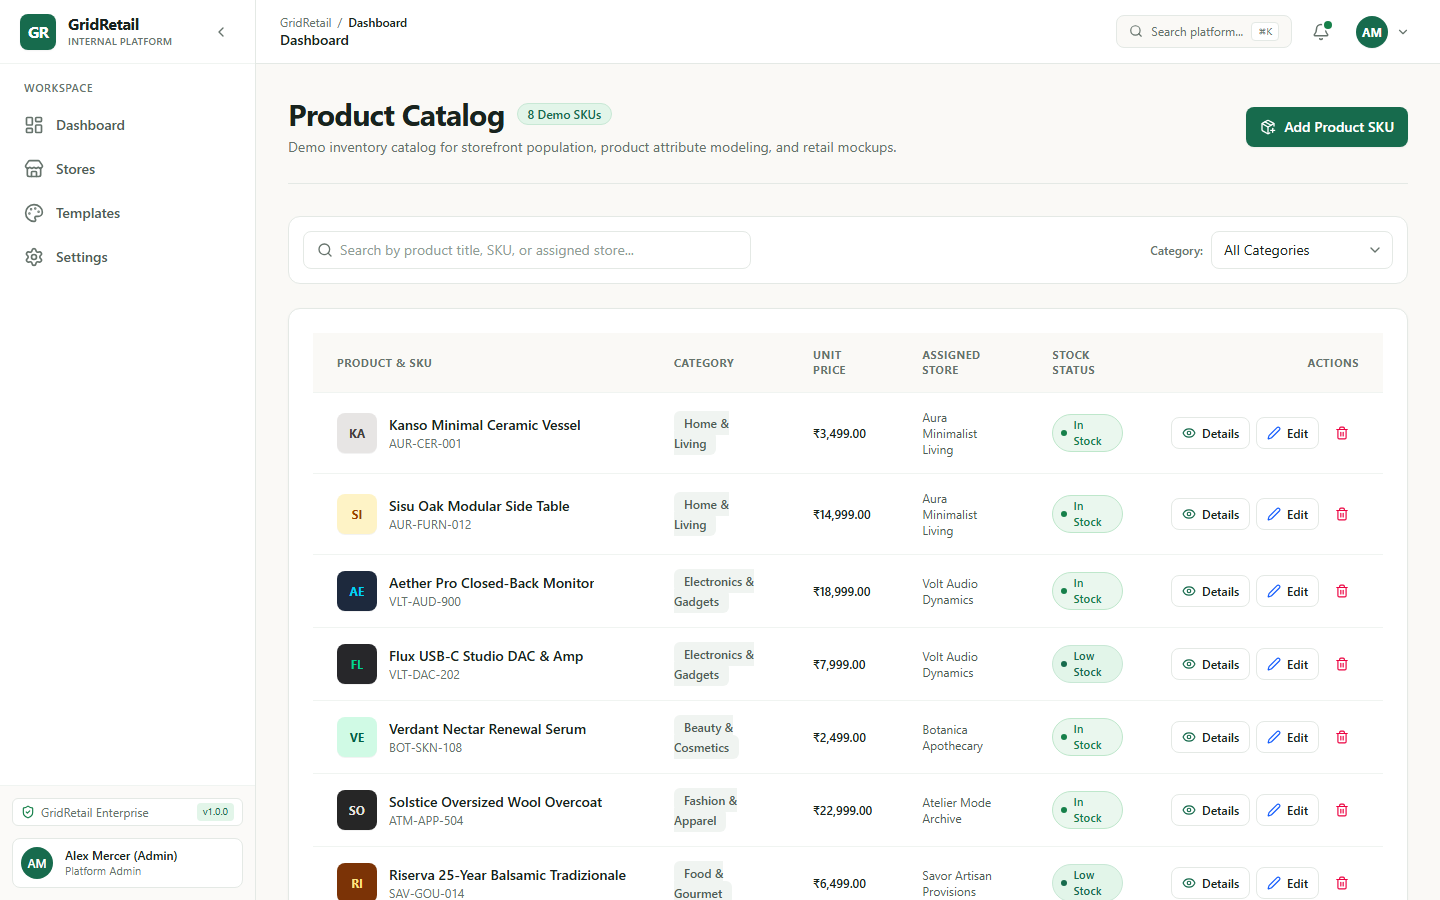 GR
GridRetail
INTERNAL PLATFORM
WORKSPACE
Dashboard
Stores
Templates
Settings
GridRetail Enterprise
v1.0.0
AM
Alex Mercer (Admin)
Platform Admin
GridRetail / Dashboard
Dashboard
Search platform...
⌘K
AM
Product Catalog
8 Demo SKUs
Demo inventory catalog for storefront population, product attribute modeling, and retail mockups.
Add Product SKU
Search by product title, SKU, or assigned store...
Category:
All Categories
PRODUCT & SKU
CATEGORY
UNIT
PRICE
ASSIGNED
STORE
STOCK
STATUS
ACTIONS
KA
Kanso Minimal Ceramic Vessel
AUR-CER-001
Home &
Living
₹3,499.00
Aura
Minimalist
Living
In
Stock
Details
Edit
SI
Sisu Oak Modular Side Table
AUR-FURN-012
Home &
Living
₹14,999.00
Aura
Minimalist
Living
In
Stock
Details
Edit
AE
Aether Pro Closed-Back Monitor
VLT-AUD-900
Electronics &
Gadgets
₹18,999.00
Volt Audio
Dynamics
In
Stock
Details
Edit
FL
Flux USB-C Studio DAC & Amp
VLT-DAC-202
Electronics &
Gadgets
₹7,999.00
Volt Audio
Dynamics
Low
Stock
Details
Edit
VE
Verdant Nectar Renewal Serum
BOT-SKN-108
Beauty &
Cosmetics
₹2,499.00
Botanica
Apothecary
In
Stock
Details
Edit
SO
Solstice Oversized Wool Overcoat
ATM-APP-504
Fashion &
Apparel
₹22,999.00
Atelier Mode
Archive
In
Stock
Details
Edit
RI
Riserva 25-Year Balsamic Tradizionale
SAV-GOU-014
Food &
Gourmet
₹6,499.00
Savor Artisan
Provisions
Low
Stock
Details
Edit